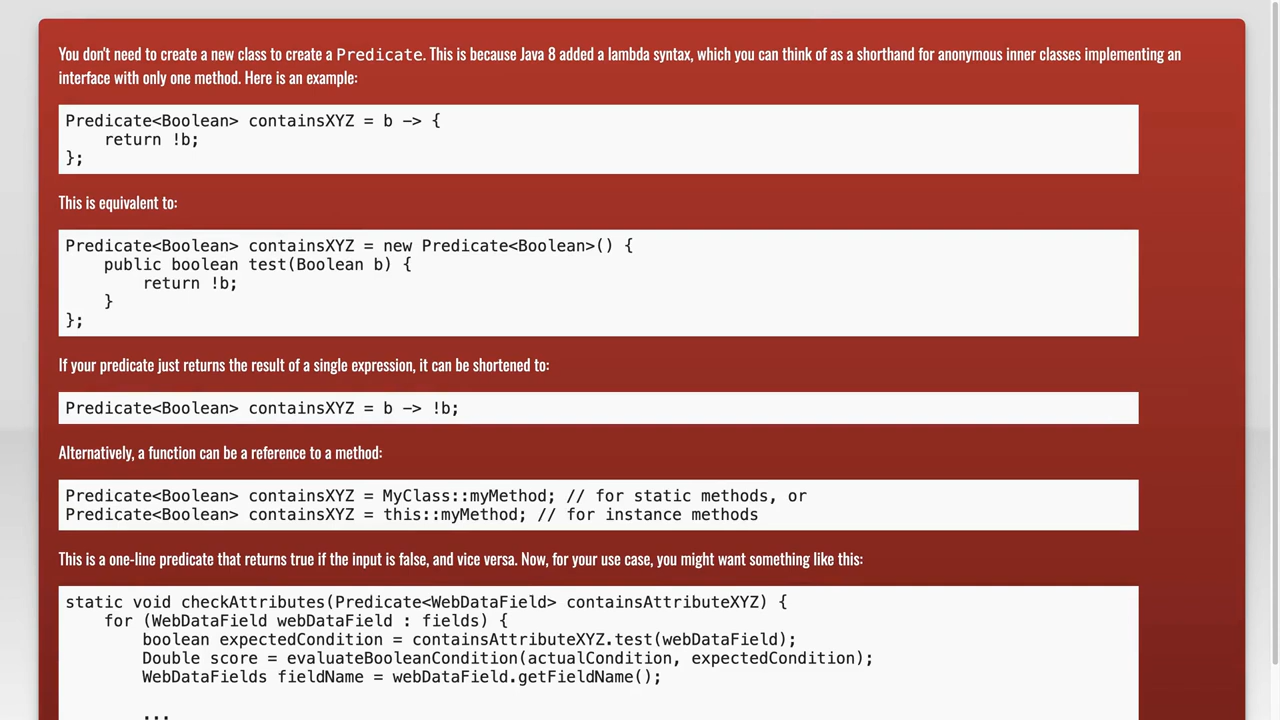 You don't need to create a new class to create a Predicate. This is because Java 8 added a lambda syntax, which you can think of as a shorthand for anonymous inner classes implementing an
interface with only one method. Here is an example:
Predicate<Boolean> containsXYZ = b -> {
    return !b;
};
This is equivalent to:
Predicate<Boolean> containsXYZ = new Predicate<Boolean>() {
    public boolean test(Boolean b) {
        return !b;
    }
};
If your predicate just returns the result of a single expression, it can be shortened to:
Predicate<Boolean> containsXYZ = b -> !b;
Alternatively, a function can be a reference to a method:
Predicate<Boolean> containsXYZ = MyClass::myMethod; // for static methods, or
Predicate<Boolean> containsXYZ = this::myMethod; // for instance methods
This is a one-line predicate that returns true if the input is false, and vice versa. Now, for your use case, you might want something like this:
static void checkAttributes(Predicate<WebDataField> containsAttributeXYZ) {
    for (WebDataField webDataField : fields) {
        boolean expectedCondition = containsAttributeXYZ.test(webDataField);
        Double score = evaluateBooleanCondition(actualCondition, expectedCondition);
        WebDataFields fieldName = webDataField.getFieldName();
        ...